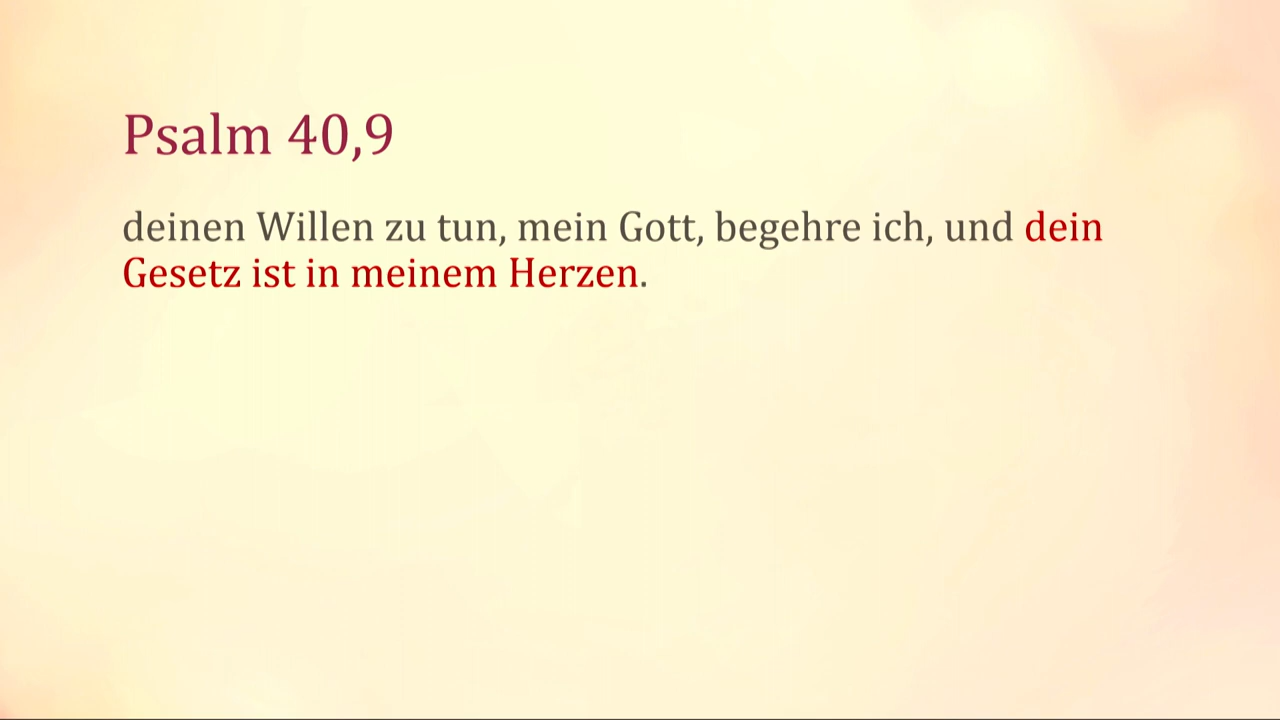 Psalm 40,9
deinen Willen zu tun, mein Gott, begehre ich, und dein
Gesetz ist in meinem Herzen.